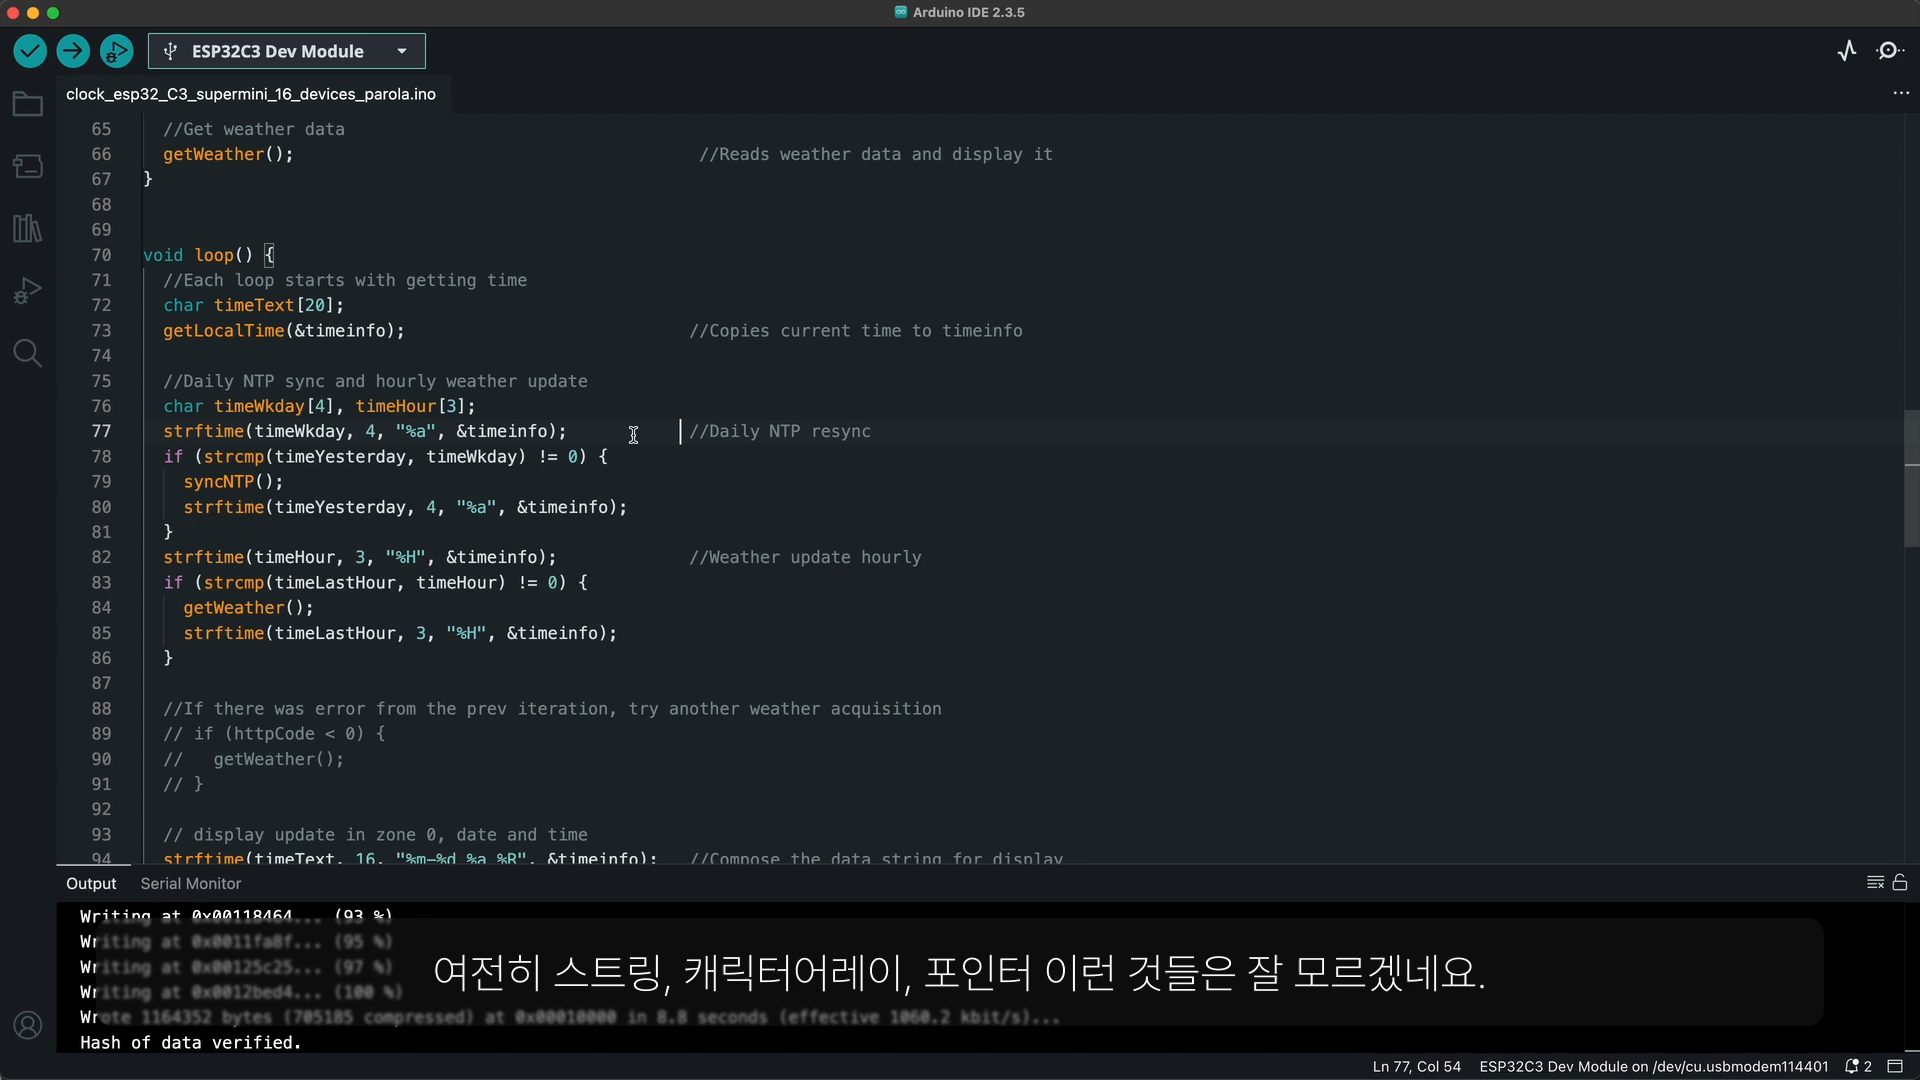 Arduino IDE 2.3.5
ESP32C3 Dev Module
clock_esp32_C3_supermini_16_devices_parola.ino
65 //Get weather data
66 getWeather(); //Reads weather data and display it
67 }
68
69
70 void loop() {
71 //Each loop starts with getting time
72 char timeText[20];
73 getLocalTime(&timeinfo); //Copies current time to timeinfo
74
75 //Daily NTP sync and hourly weather update
76 char timeWkday[4], timeHour[3];
77 strftime(timeWkday, 4, "%a", &timeinfo); //Daily NTP resync
78 if (strcmp(timeYesterday, timeWkday) != 0) {
79 syncNTP();
80 strftime(timeYesterday, 4, "%a", &timeinfo);
81 }
82 strftime(timeHour, 3, "%H", &timeinfo); //Weather update hourly
83 if (strcmp(timeLastHour, timeHour) != 0) {
84 getWeather();
85 strftime(timeLastHour, 3, "%H", &timeinfo);
86 }
87
88 //If there was error from the prev iteration, try another weather acquisition
89 // if (httpCode < 0) {
90 // getWeather();
91 // }
92
93 // display update in zone 0, date and time
94 strftime(timeText, 16, "%m-%d %a %R", &timeinfo); //Compose the data string for display
Output Serial Monitor
Writing at 0x00118464... (93 %)
Writing at 0x0011fa8f... (95 %)
Writing at 0x00125c25... (97 %)
Writing at 0x0012bed4... (100 %)
여전히 스트링, 캐릭터어레이, 포인터 이런 것들은 잘 모르겠네요.
Wrote 1164352 bytes (705185 compressed) at 0x00010000 in 8.8 seconds (effective 1060.2 kbit/s)...
Hash of data verified.
Ln 77, Col 54 ESP32C3 Dev Module on /dev/cu.usbmodem114401 2